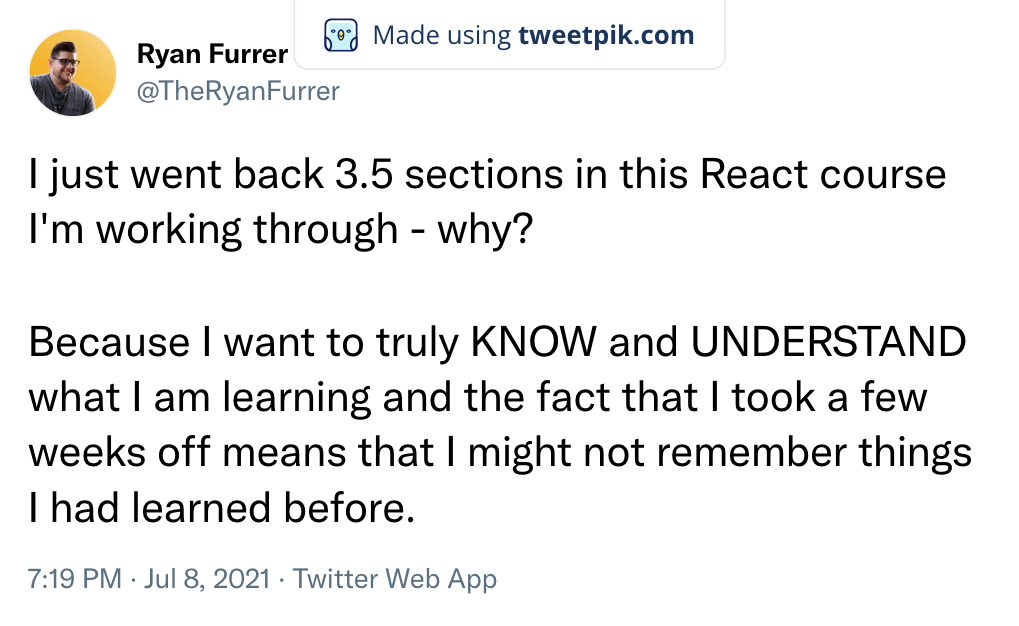 Made using tweetpik.com
Ryan Furrer
@TheRyanFurrer
I just went back 3.5 sections in this React course
I'm working through - why?
Because I want to truly KNOW and UNDERSTAND
what I am learning and the fact that I took a few
weeks off means that I might not remember things
I had learned before.
7:19 PM · Jul 8, 2021 · Twitter Web App